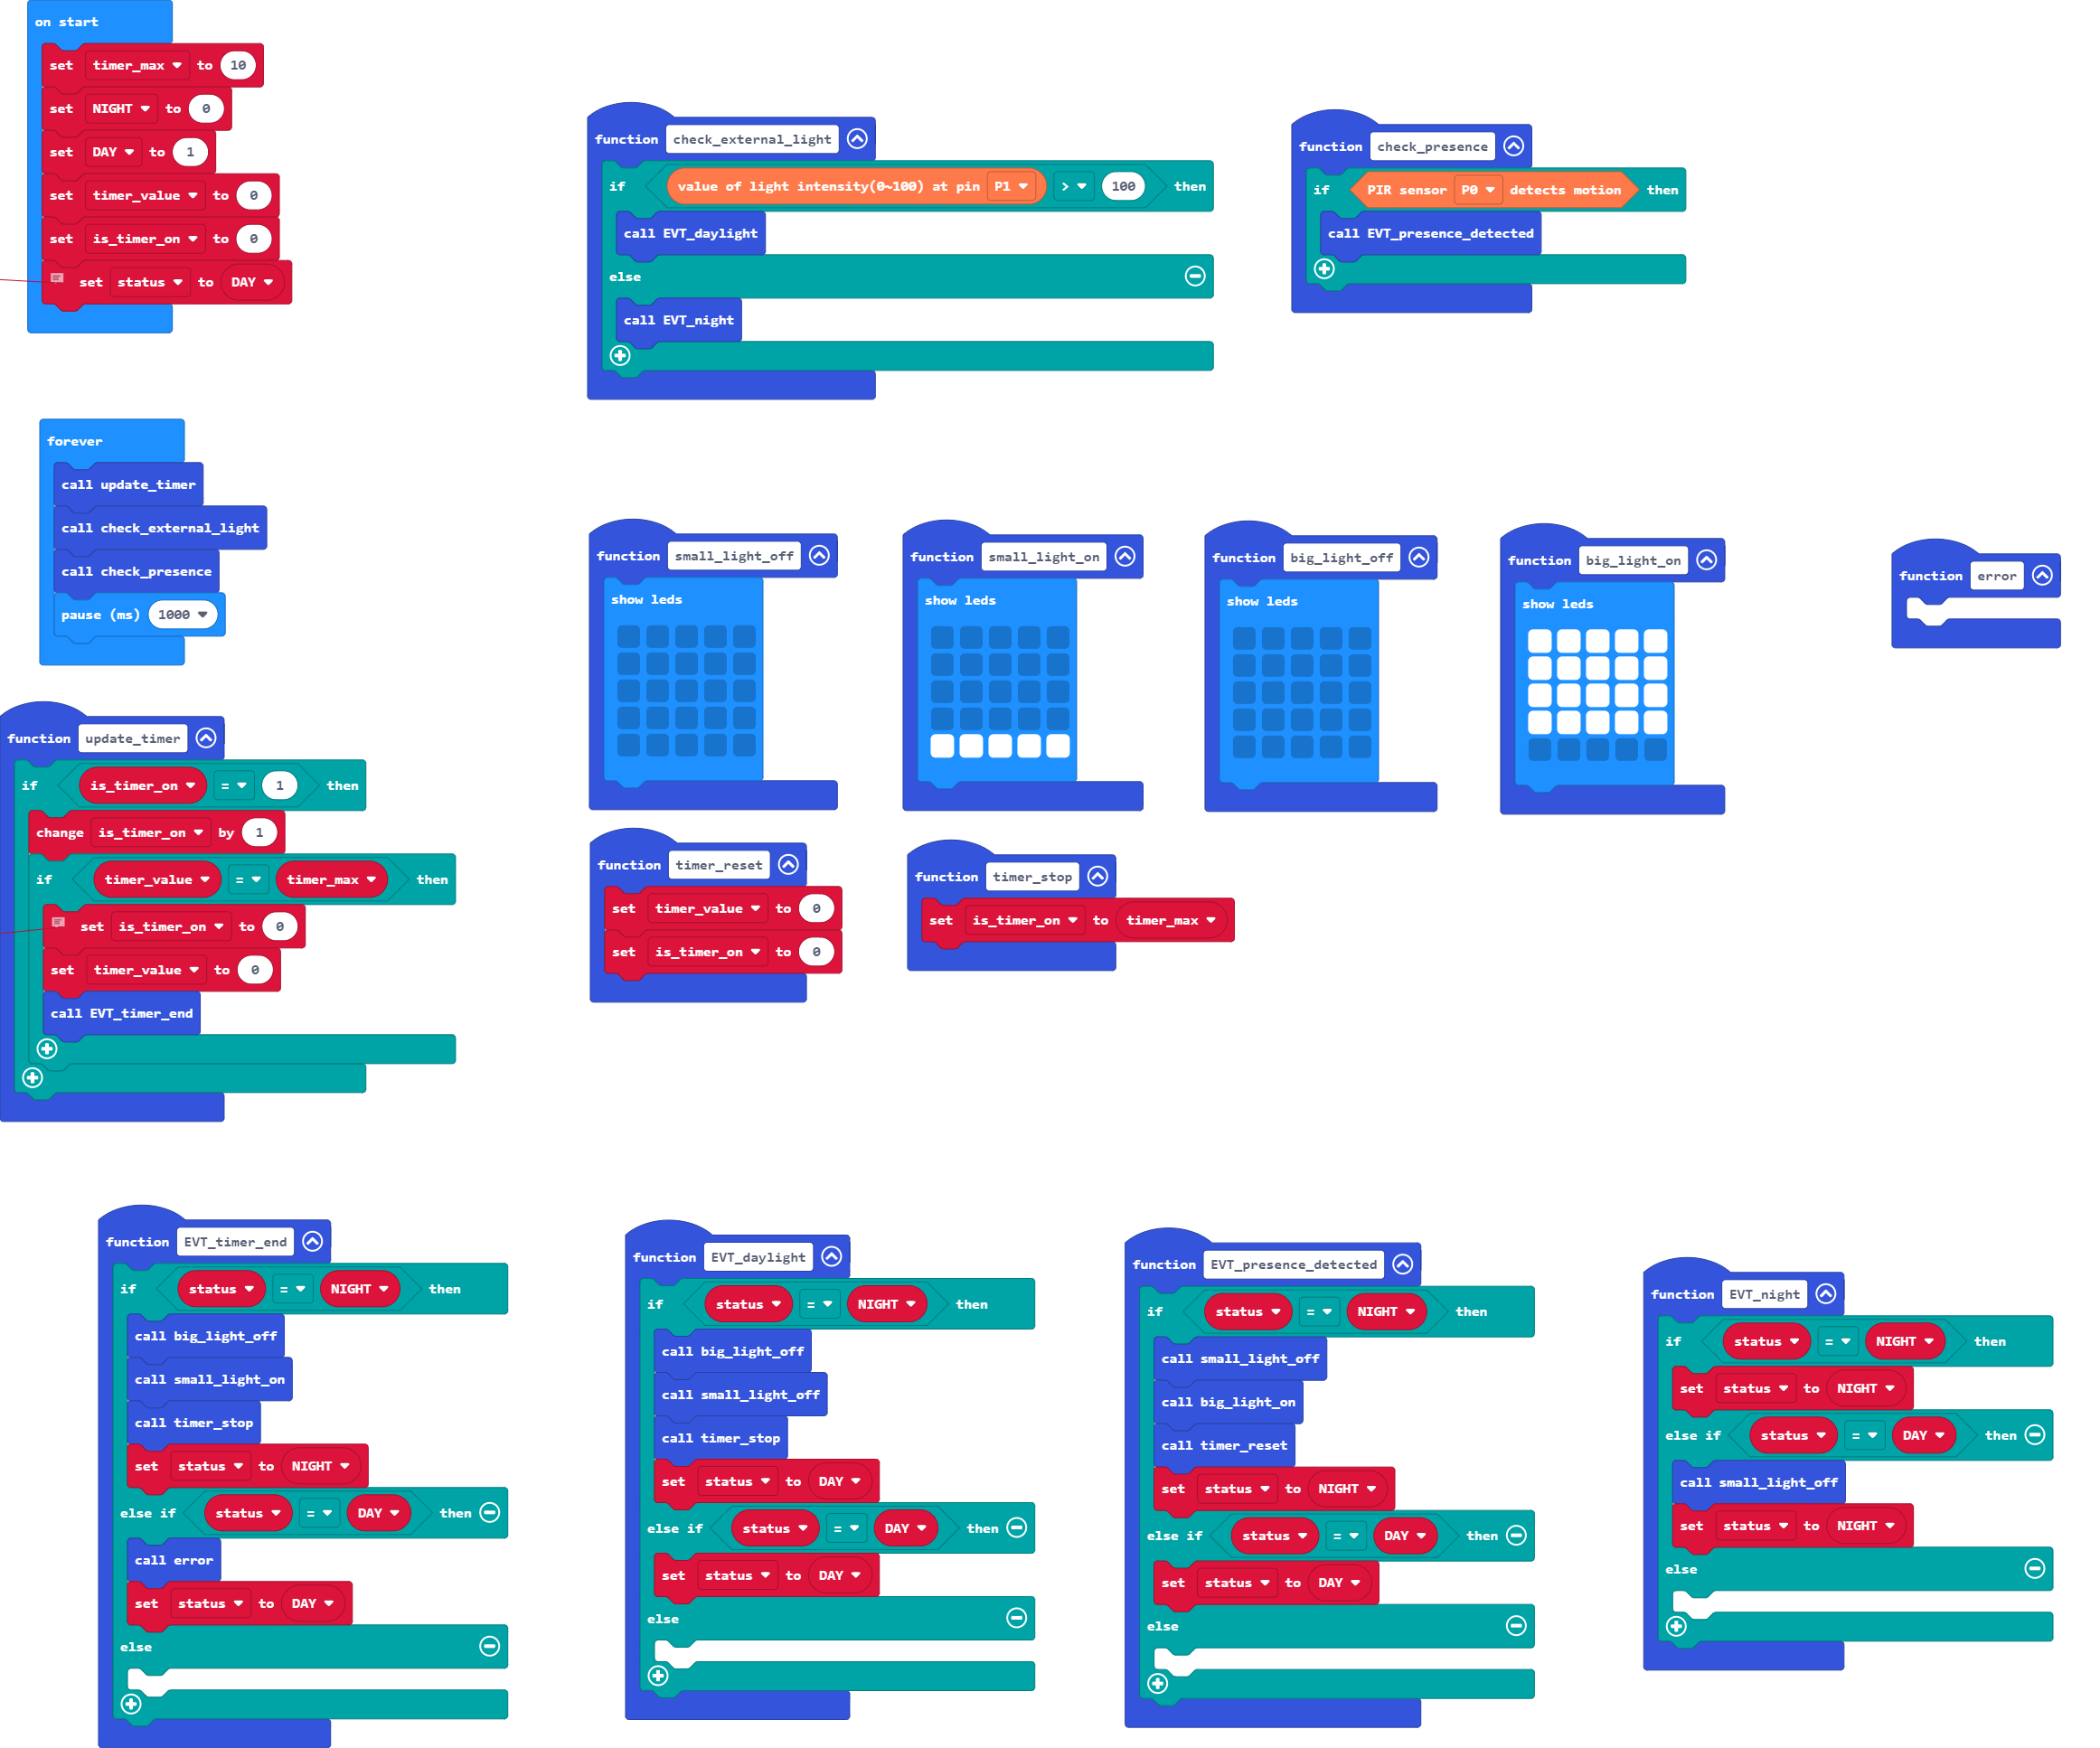 on start
set timer_max to 10
set NIGHT to 0
set DAY to 1
set timer_value to 0
set is_timer_on to 0
set status to DAY
function check_external_light
if value of light intensity(0~100) at pin P1 > 100 then
call EVT_daylight
else
call EVT_night
function check_presence
if PIR sensor P0 detects motion then
call EVT_presence_detected
forever
call update_timer
call check_external_light
call check_presence
pause (ms) 1000
function small_light_off
show leds
function small_light_on
show leds
function big_light_off
show leds
function big_light_on
show leds
function error
function update_timer
if is_timer_on = 1 then
change is_timer_on by 1
if timer_value = timer_max then
set is_timer_on to 0
set timer_value to 0
call EVT_timer_end
function timer_reset
set timer_value to 0
set is_timer_on to 0
function timer_stop
set is_timer_on to timer_max
function EVT_timer_end
if status = NIGHT then
call big_light_off
call small_light_on
call timer_stop
set status to NIGHT
else if status = DAY then
call error
set status to DAY
else
function EVT_daylight
if status = NIGHT then
call big_light_off
call small_light_off
call timer_stop
set status to DAY
else if status = DAY then
set status to DAY
else
function EVT_presence_detected
if status = NIGHT then
call small_light_off
call big_light_on
call timer_reset
set status to NIGHT
else if status = DAY then
set status to DAY
else
function EVT_night
if status = NIGHT then
set status to NIGHT
else if status = DAY then
call small_light_off
set status to NIGHT
else